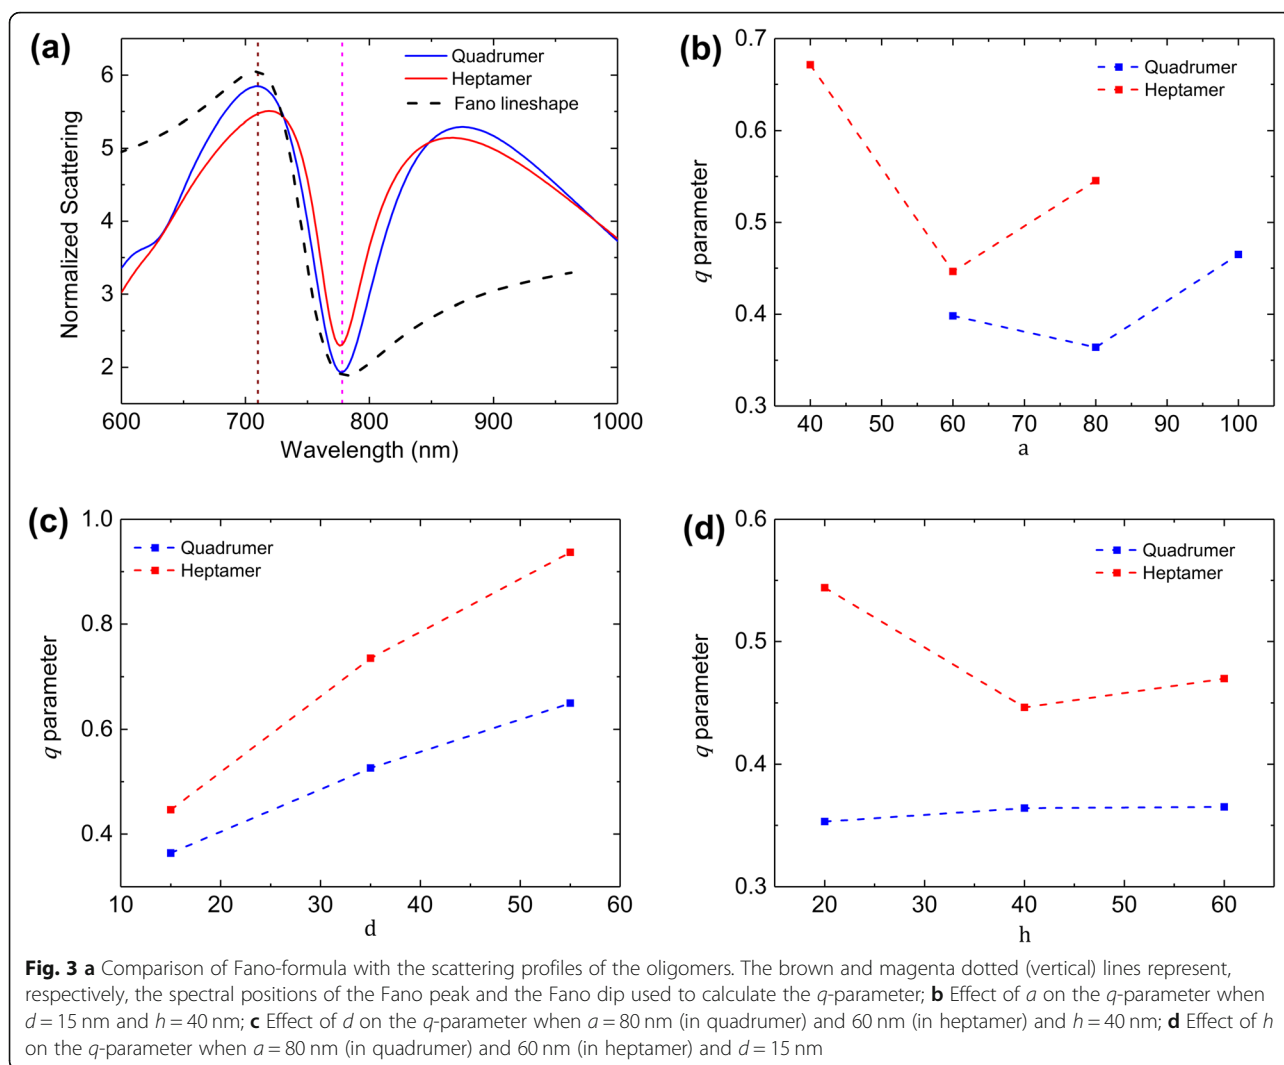 (a)
Quadrumer
Heptamer
Fano lineshape
Normalized Scattering
6
5
4
3
2
600 700 800 900 1000
Wavelength (nm)
(b)
Quadrumer
Heptamer
q parameter
0.7
0.6
0.5
0.4
0.3
40 50 60 70 80 90 100
a
(c)
Quadrumer
Heptamer
q parameter
1.0
0.8
0.6
0.4
10 20 30 40 50 60
d
(d)
Quadrumer
Heptamer
q parameter
0.6
0.5
0.4
0.3
20 30 40 50 60
h
Fig. 3 a Comparison of Fano-formula with the scattering profiles of the oligomers. The brown and magenta dotted (vertical) lines represent,
respectively, the spectral positions of the Fano peak and the Fano dip used to calculate the q-parameter; b Effect of a on the q-parameter when
d = 15 nm and h = 40 nm; c Effect of d on the q-parameter when a = 80 nm (in quadrumer) and 60 nm (in heptamer) and h = 40 nm; d Effect of h
on the q-parameter when a = 80 nm (in quadrumer) and 60 nm (in heptamer) and d = 15 nm